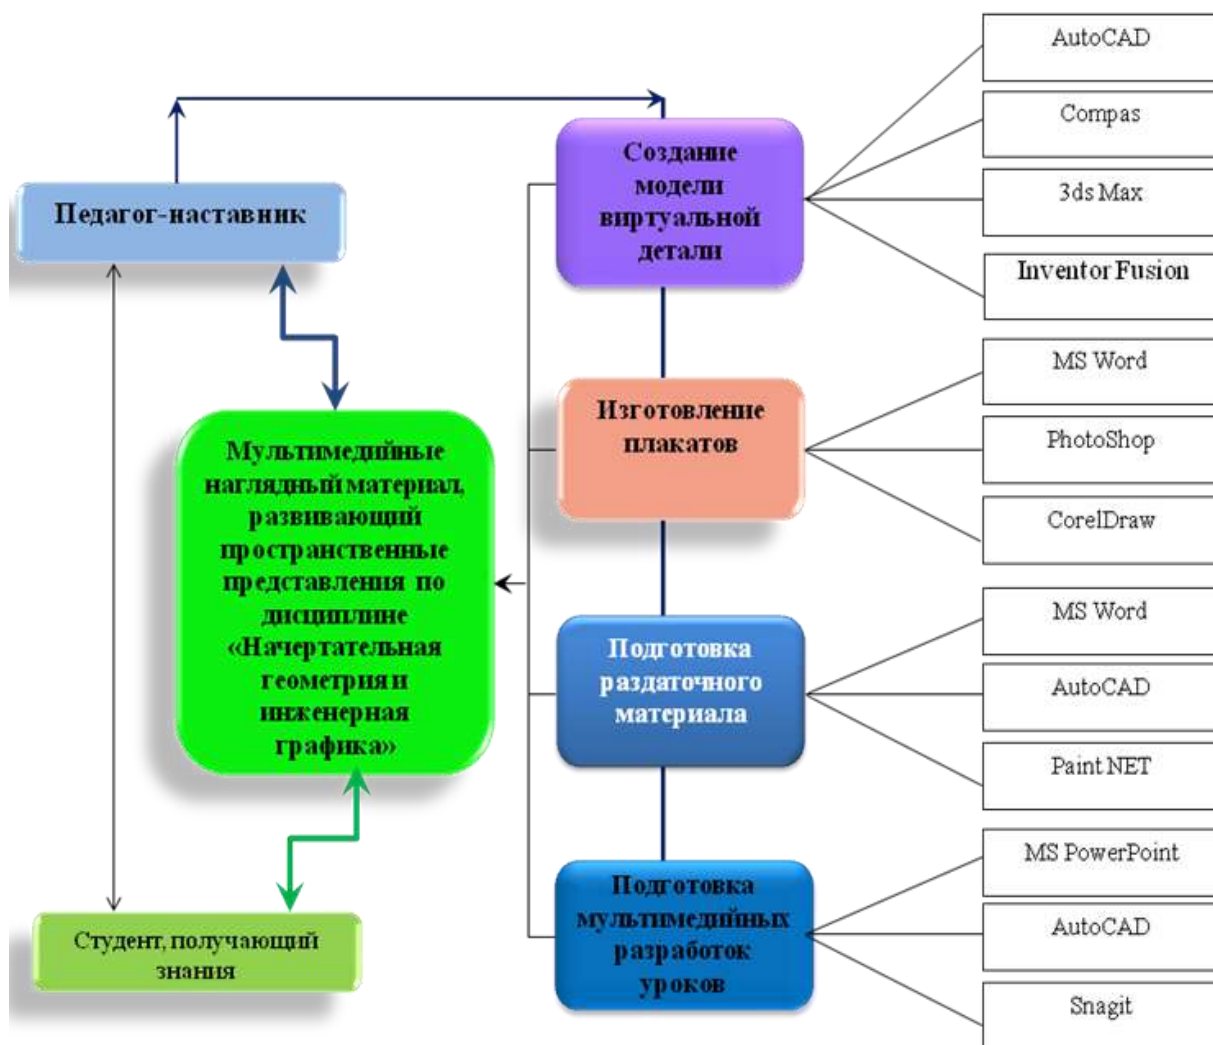 Педагог-наставник
Мультимедийные
наглядный материал,
развивающий
пространственные
представления по
дисциплине
«Начертательная
геометрия и
инженерная
графика»
Студент, получающий
знания
Создание
модели
виртуальной
детали
AutoCAD
Compas
3ds Max
Inventor Fusion
Изготовление
плакатов
MS Word
PhotoShop
CorelDraw
Подготовка
раздаточного
материала
MS Word
AutoCAD
Paint NET
Подготовка
мультимедийных
разработок
уроков
MS PowerPoint
AutoCAD
Snagit